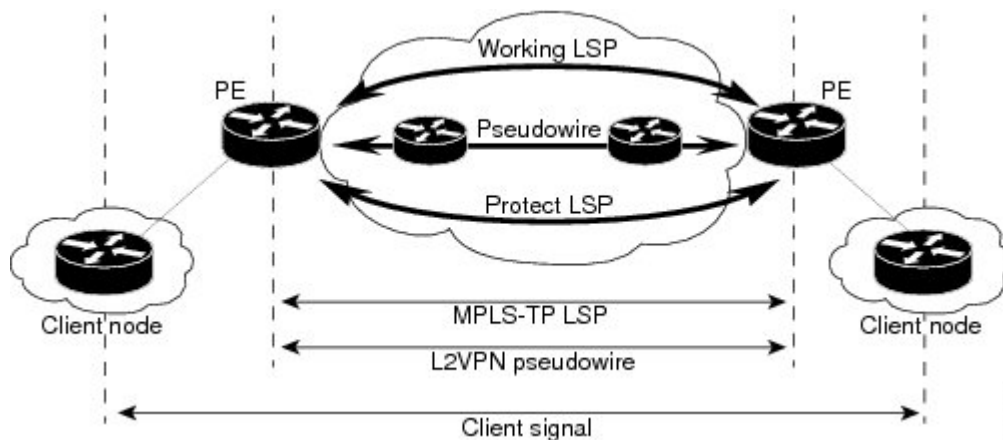 Working LSP
PE
PE
Pseudowire
Protect LSP
Client node
Client node
MPLS-TP LSP
L2VPN pseudowire
Client signal